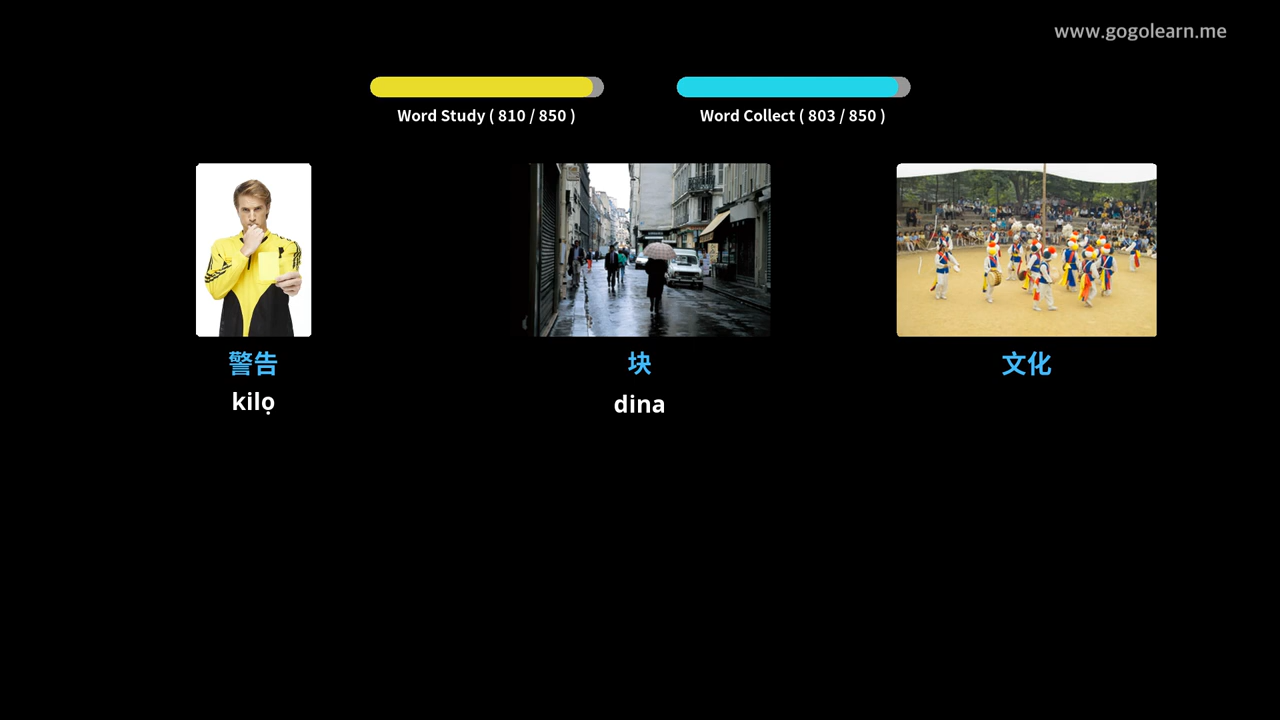 www.gogolearn.me
Word Study ( 810 / 850 )
Word Collect ( 803 / 850 )
警告
kilọ
块
dina
文化